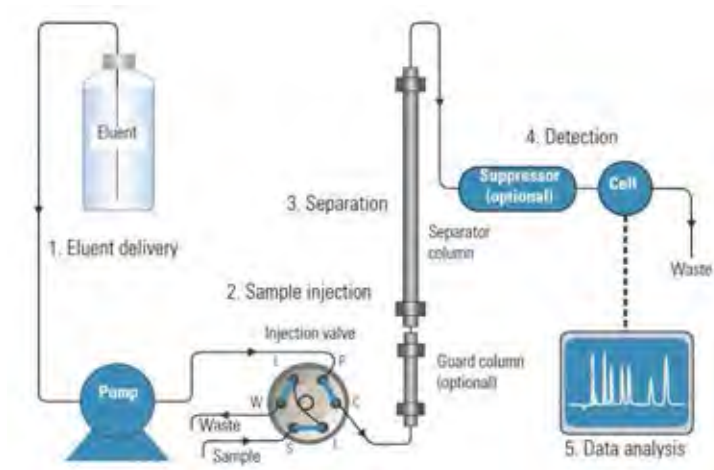 Eluent
1. Eluent delivery
Pump
2. Sample injection
Injection valve
L
P
W
C
S
L
Waste
Sample
3. Separation
Separator
column
Guard column
(optional)
4. Detection
Suppressor
(optional)
Cell
Waste
5. Data analysis